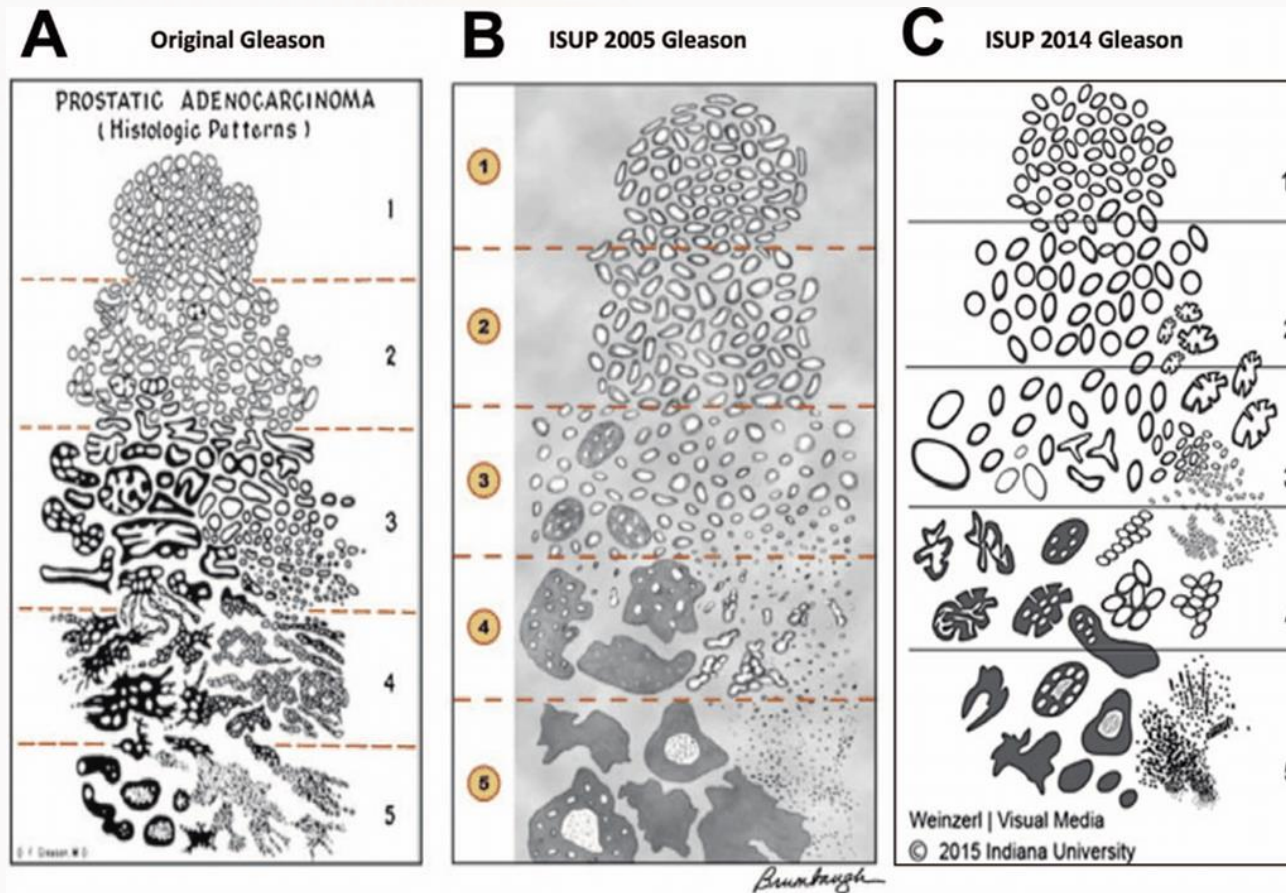 A
Original Gleason
B
ISUP 2005 Gleason
C
ISUP 2014 Gleason
PROSTATIC ADENOCARCINOMA
(Histologic Patterns)
1
2
3
4
5
1
2
3
4
5
Brumbaugh
Weinzerl | Visual Media
© 2015 Indiana University